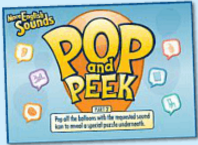 More English
Sounds
POP
and
PEEK
PART 2
Pop off the balloons with the requested sound
icon to reveal a special puzzle underneath.